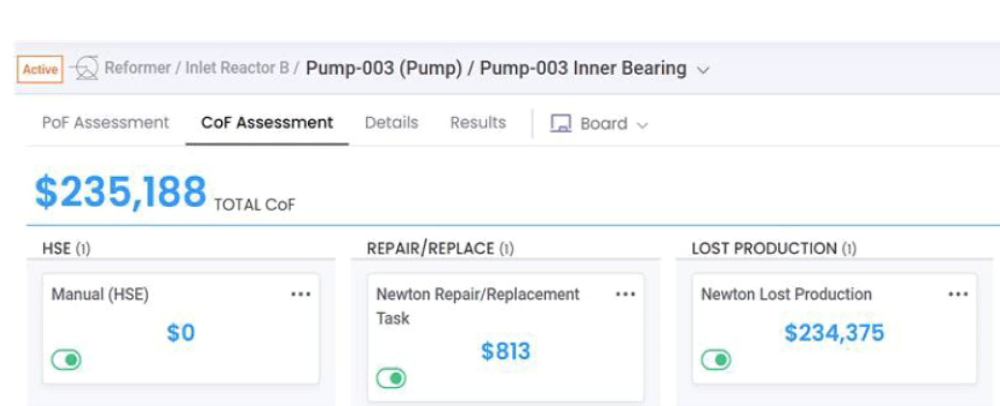 Active Reformer / Inlet Reactor B / Pump-003 (Pump) / Pump-003 Inner Bearing
PoF Assessment CoF Assessment Details Results Board
$235,188 TOTAL CoF
HSE (1)
Manual (HSE)
$0
REPAIR/REPLACE (1)
Newton Repair/Replacement
Task
$813
LOST PRODUCTION (1)
Newton Lost Production
$234,375